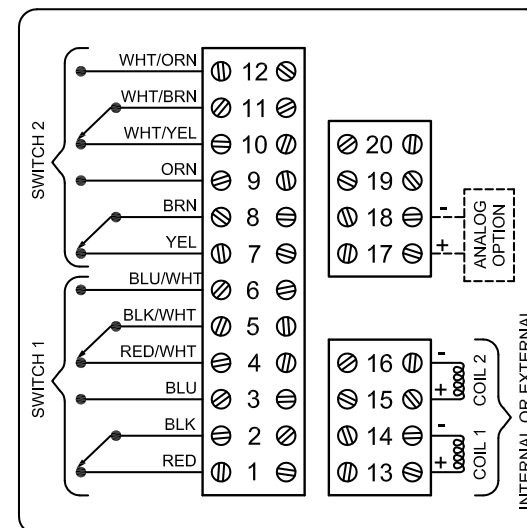 SWITCH 2
WHT/ORN 12
WHT/BRN 11
WHT/YEL 10
ORN 9
BRN 8
YEL 7
SWITCH 1
BLU/WHT 6
BLK/WHT 5
RED/WHT 4
BLU 3
BLK 2
RED 1
20
19
18 -
17 +
ANALOG
OPTION
16 -
15 +
COIL 2
14 -
13 +
COIL 1
INTERNAL OR EXTERNAL